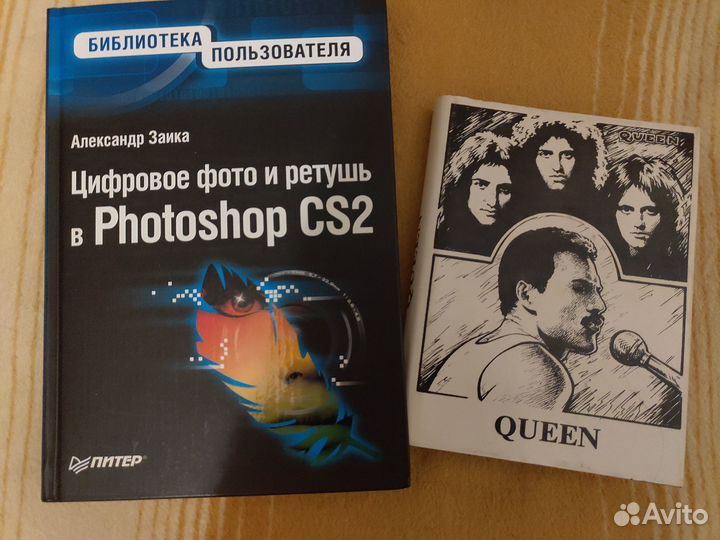 БИБЛИОТЕКА
ПОЛЬЗОВАТЕЛЯ
Александр Заика
Цифровое фото и ретушь
в Photoshop CS2
ПИТЕР
QUEEN
QUEEN
Avito